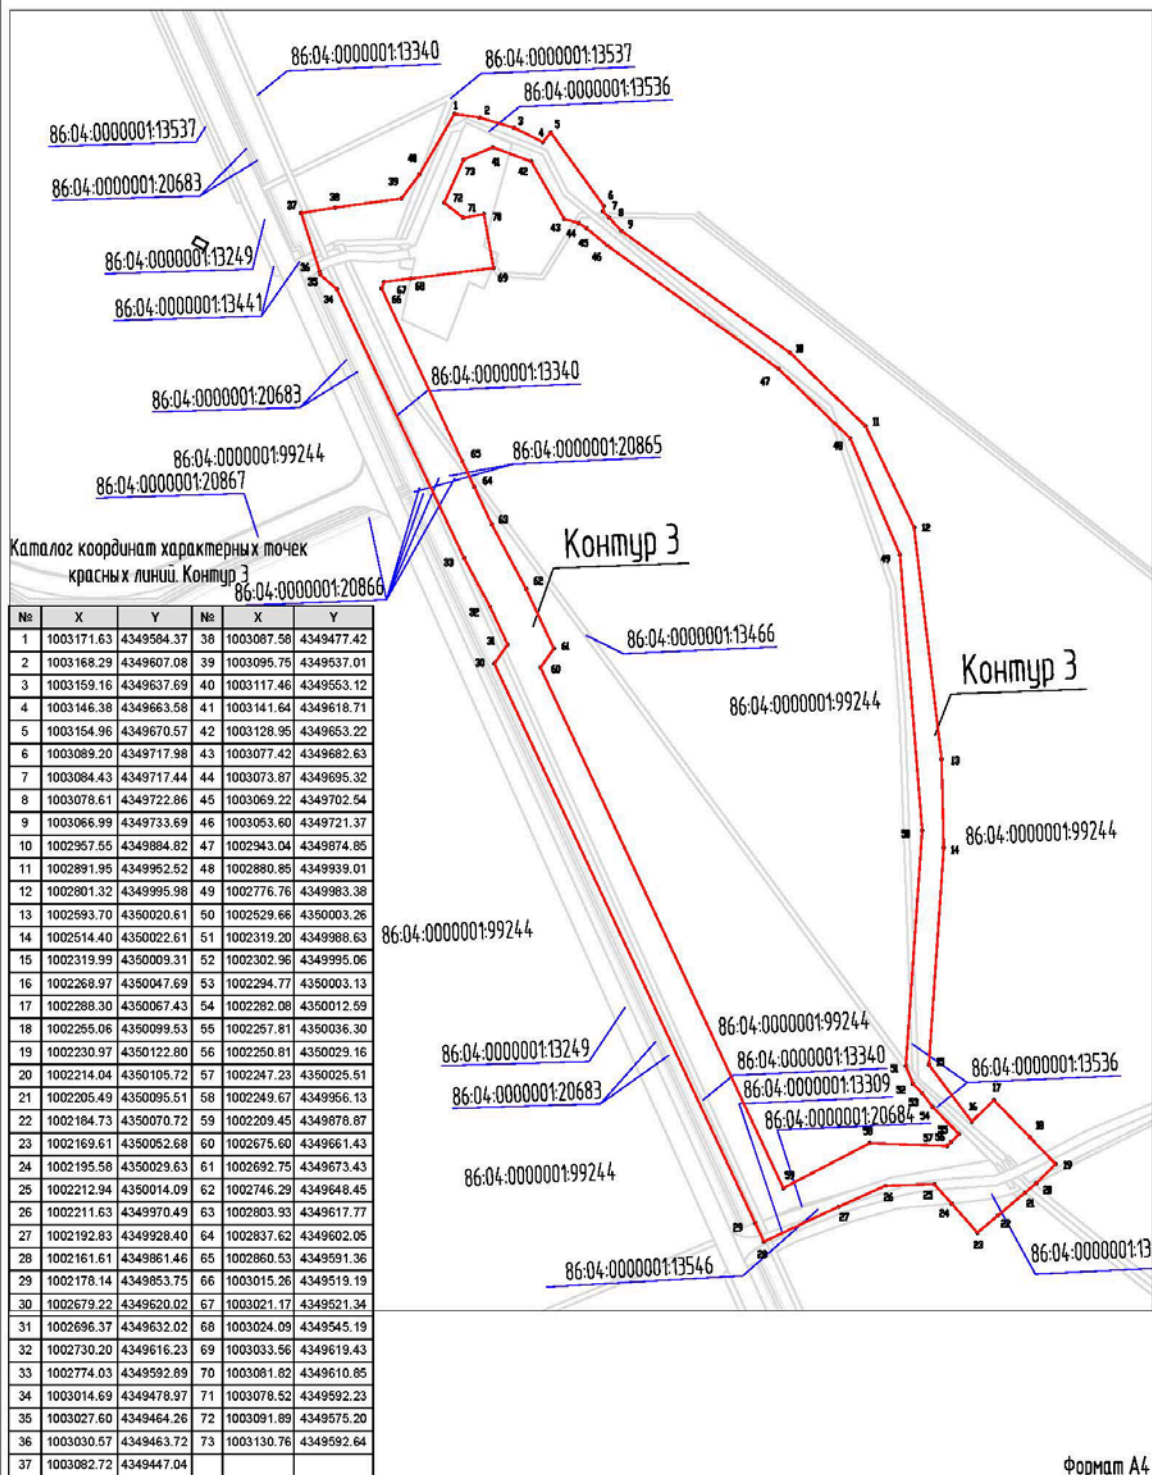 86:04:0000001:13340
86:04:0000001:13537
86:04:0000001:13536
86:04:0000001:13537
86:04:0000001:20683
86:04:0000001:13249
86:04:0000001:13441
86:04:0000001:13340
86:04:0000001:20683
86:04:0000001:99244
86:04:0000001:20865
86:04:0000001:20867
Каталог координат характерных точек
красных линий. Контур 3
86:04:0000001:20866
Контур 3
86:04:0000001:13466
Контур 3
86:04:0000001:99244
86:04:0000001:99244
86:04:0000001:99244
86:04:0000001:99244
86:04:0000001:13249
86:04:0000001:13340
86:04:0000001:13536
86:04:0000001:20683
86:04:0000001:13309
86:04:0000001:20684
86:04:0000001:99244
86:04:0000001:13546
86:04:0000001:13
№ X Y № X Y
1 1003171.63 4349584.37 38 1003087.58 4349477.42
2 1003168.29 4349607.08 39 1003095.75 4349537.01
3 1003159.16 4349637.69 40 1003117.46 4349553.12
4 1003146.38 4349663.58 41 1003141.64 4349618.71
5 1003154.96 4349670.57 42 1003128.95 4349653.22
6 1003089.20 4349717.98 43 1003077.42 4349682.63
7 1003084.43 4349717.44 44 1003073.87 4349695.32
8 1003078.61 4349722.86 45 1003069.22 4349702.54
9 1003066.99 4349733.69 46 1003053.60 4349721.37
10 1002957.55 4349884.82 47 1002943.04 4349874.85
11 1002891.95 4349952.52 48 1002880.85 4349939.01
12 1002801.32 4349995.98 49 1002776.76 4349983.38
13 1002593.70 4350020.61 50 1002529.66 4350003.26
14 1002514.40 4350022.61 51 1002319.20 4349988.63
15 1002319.99 4350009.31 52 1002302.96 4349995.06
16 1002268.97 4350047.69 53 1002294.77 4350003.13
17 1002288.30 4350067.43 54 1002282.08 4350012.59
18 1002255.06 4350099.53 55 1002257.81 4350036.30
19 1002230.97 4350122.80 56 1002250.81 4350029.16
20 1002214.04 4350105.72 57 1002247.23 4350025.51
21 1002205.49 4350095.51 58 1002249.67 4349956.13
22 1002184.73 4350070.72 59 1002209.45 4349878.87
23 1002169.61 4350052.68 60 1002675.60 4349661.43
24 1002195.58 4350029.63 61 1002692.75 4349673.43
25 1002212.94 4350014.09 62 1002746.29 4349648.45
26 1002211.63 4349970.49 63 1002803.93 4349617.77
27 1002192.83 4349928.40 64 1002837.62 4349602.05
28 1002161.61 4349861.46 65 1002860.53 4349591.36
29 1002178.14 4349853.75 66 1003015.26 4349519.19
30 1002679.22 4349620.02 67 1003021.17 4349521.34
31 1002696.37 4349632.02 68 1003024.09 4349545.19
32 1002730.20 4349616.23 69 1003033.56 4349619.43
33 1002774.03 4349592.89 70 1003081.82 4349610.85
34 1003014.69 4349478.97 71 1003078.52 4349592.23
35 1003027.60 4349464.26 72 1003091.89 4349575.20
36 1003030.57 4349463.72 73 1003130.76 4349592.64
37 1003082.72 4349447.04
Формат А4